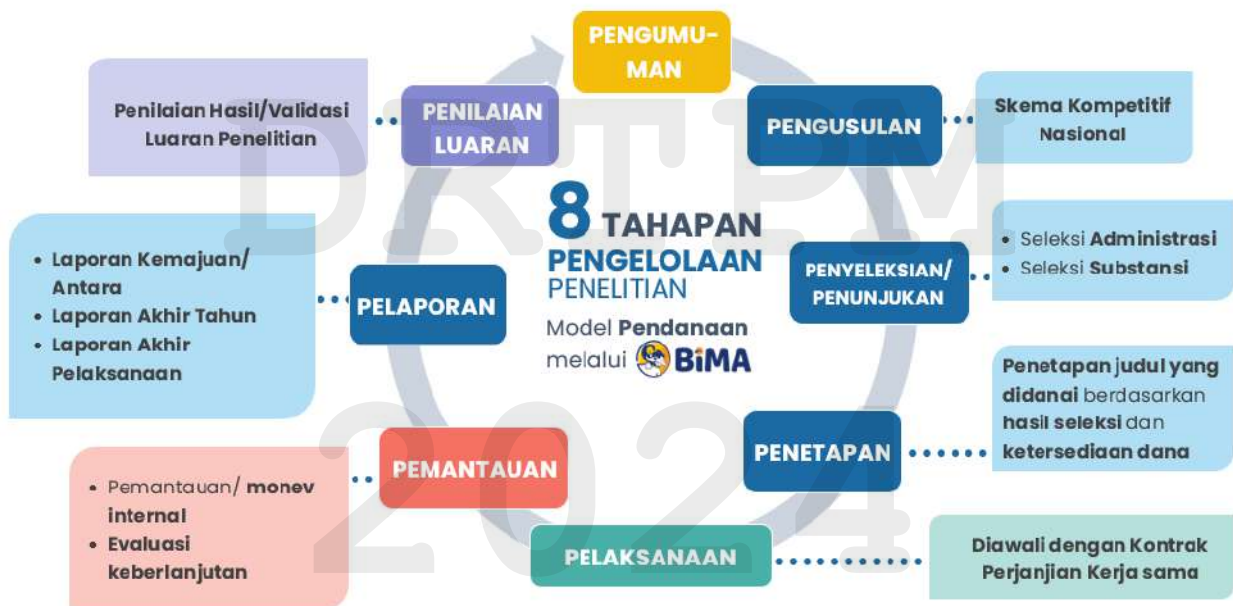 PENGUMU-
MAN
PENGUSULAN
Skema Kompetitif
Nasional
PENYELEKSIAN/
PENUNJUKAN
• Seleksi Administrasi
• Seleksi Substansi
PENETAPAN
Penetapan judul yang
didanai berdasarkan
hasil seleksi dan
ketersediaan dana
PELAKSANAAN
Diawali dengan Kontrak
Perjanjian Kerja sama
PEMANTAUAN
• Pemantauan/ monev
internal
• Evaluasi
keberlanjutan
PELAPORAN
• Laporan Kemajuan/
Antara
• Laporan Akhir Tahun
• Laporan Akhir
Pelaksanaan
PENILAIAN
LUARAN
Penilaian Hasil/Validasi
Luaran Penelitian
8 TAHAPAN
PENGELOLAAN
PENELITIAN
Model Pendanaan
melalui BiMA
DRTPM
2024